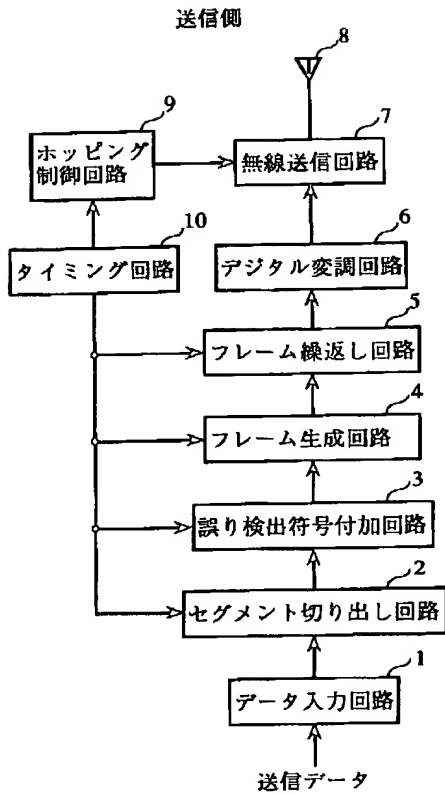 送信側
8
9
ホッピング
制御回路
7
無線送信回路
10
タイミング回路
6
デジタル変調回路
5
フレーム繰返し回路
4
フレーム生成回路
3
誤り検出符号付加回路
2
セグメント切り出し回路
1
データ入力回路
送信データ